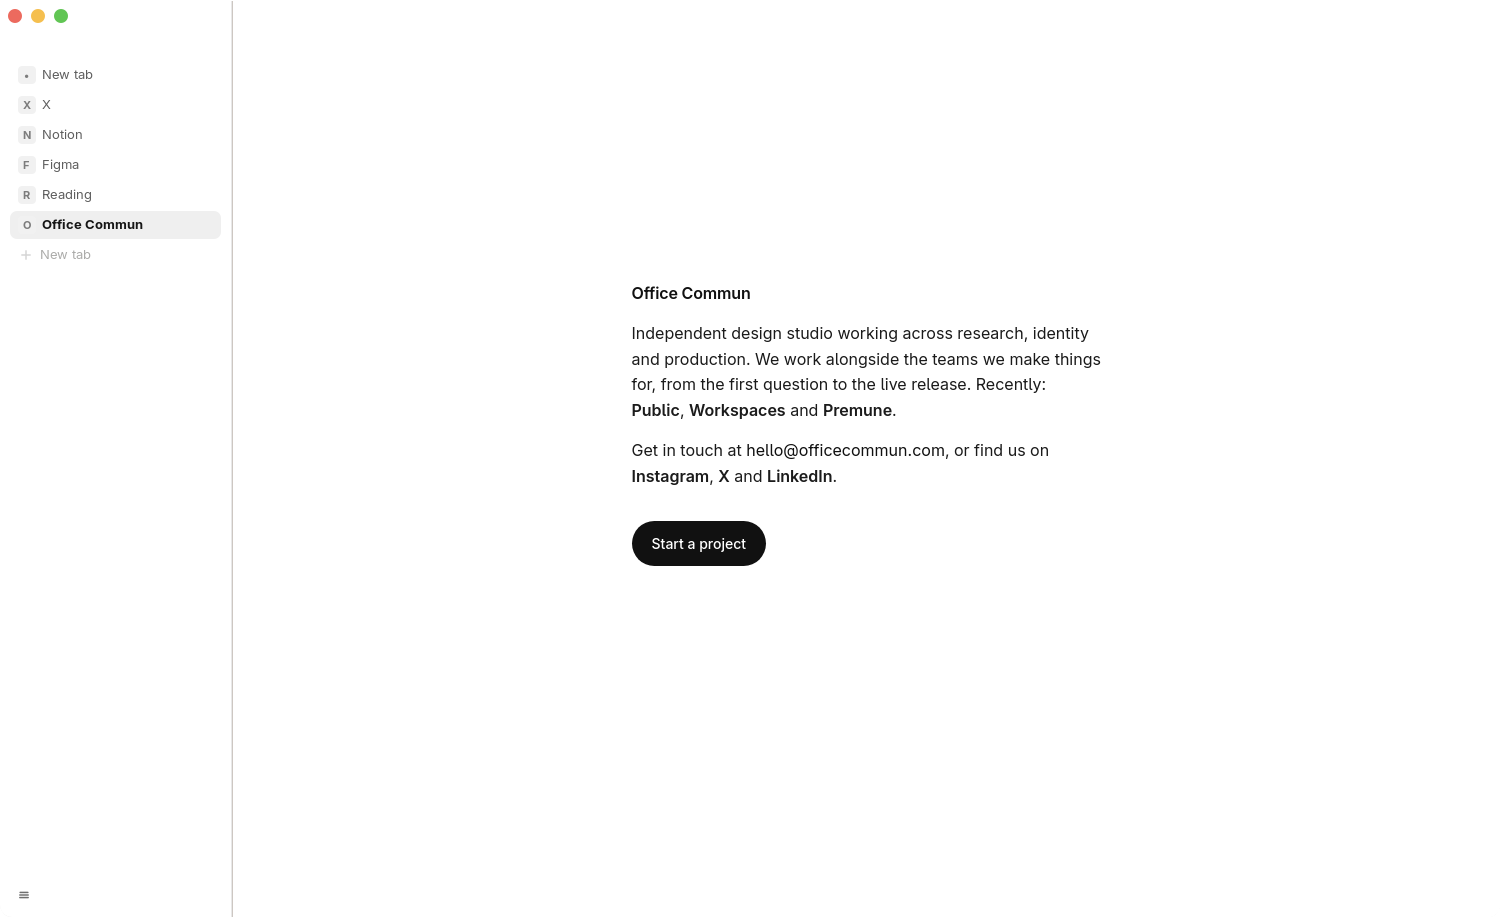 New tab
X X
N Notion
F Figma
R Reading
O Office Commun
+ New tab
Office Commun
Independent design studio working across research, identity
and production. We work alongside the teams we make things
for, from the first question to the live release. Recently:
Public, Workspaces and Premune.
Get in touch at hello@officecommun.com, or find us on
Instagram, X and LinkedIn.
Start a project